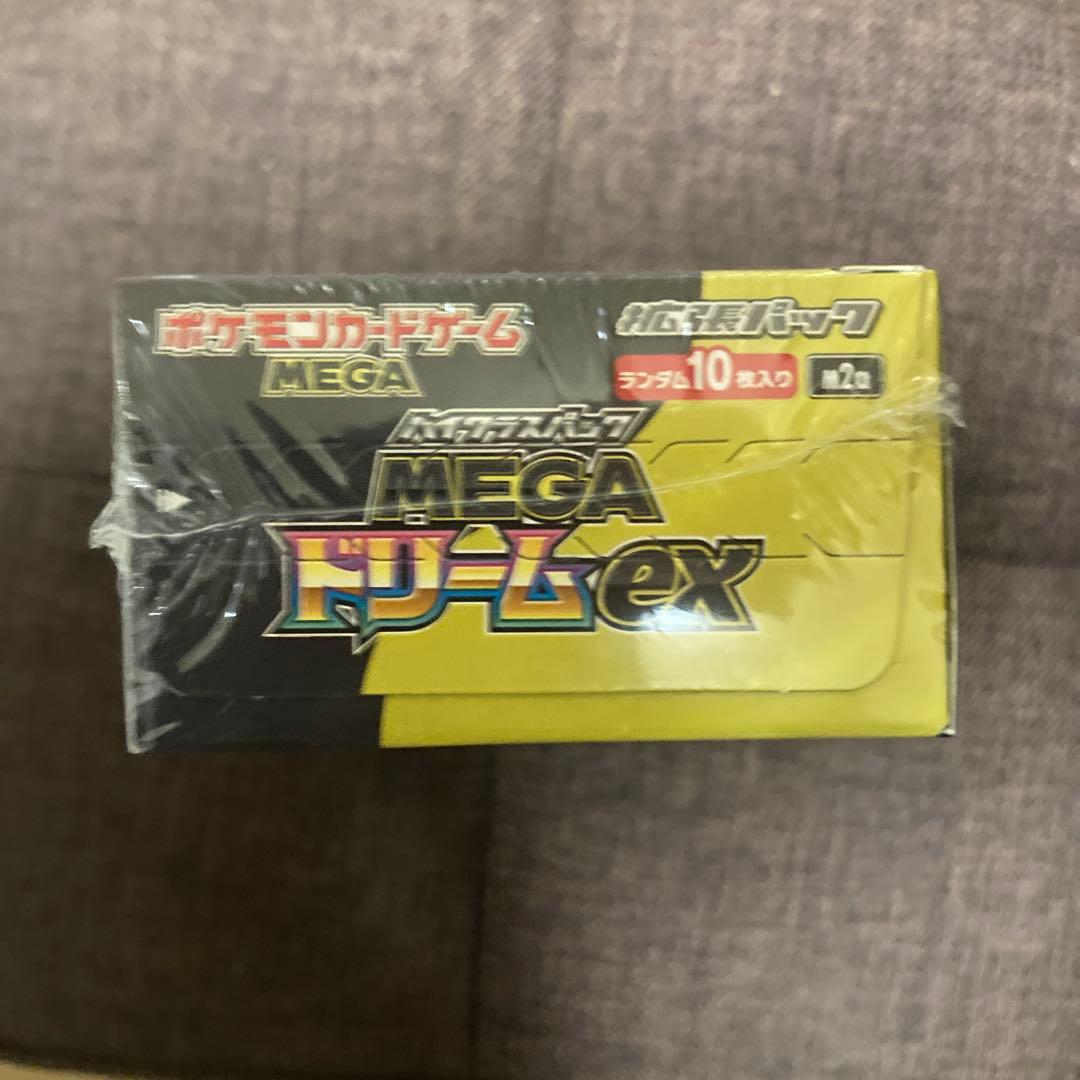 ポケモンカードゲーム
MEGA
拡張パック
ランダム10枚入り
M2a
ハイクラスパック
MEGA
ドリームex